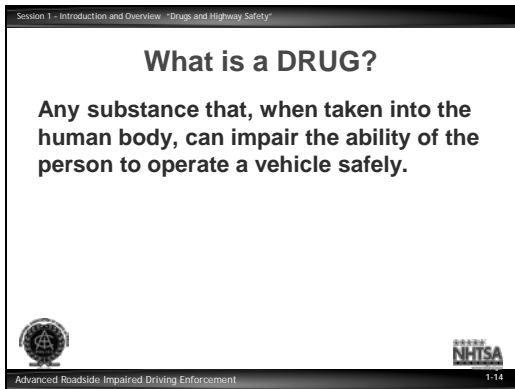 Session 1 - Introduction and Overview "Drugs and Highway Safety"
What is a DRUG?
Any substance that, when taken into the
human body, can impair the ability of the
person to operate a vehicle safely.
NHTSA
Advanced Roadside Impaired Driving Enforcement
1-14